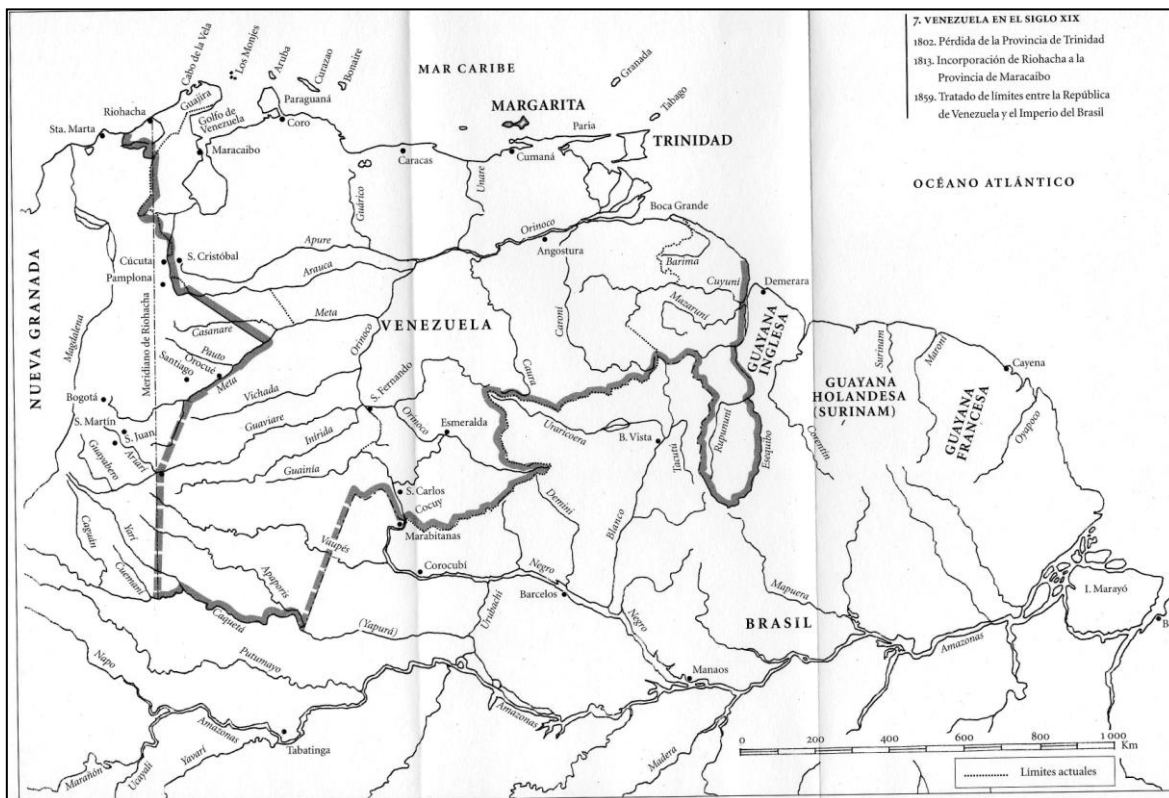 7. VENEZUELA EN EL SIGLO XIX
1802. Pérdida de la Provincia de Trinidad
1813. Incorporación de Riohacha a la
Provincia de Maracaibo
1859. Tratado de límites entre la República
de Venezuela y el Imperio del Brasil
Cabo de la Vela
Los Monjes
Aruba
Curazao
Bonaire
MAR CARIBE
Granada
Tabago
Guajira
Riohacha
Golfo de
Venezuela
Paraguaná
Coro
MARGARITA
Paria
TRINIDAD
Sta. Marta
Maracaibo
Caracas
Cumaná
OCÉANO ATLÁNTICO
Guárico
Unare
Boca Grande
Orinoco
Angostura
NUEVA GRANADA
Cúcuta
S. Cristóbal
Pamplona
Apure
Arauca
Barima
Cuyuní
Demerara
Mazaruni
Magdalena
Meridiano de Riohacha
Casanare
Meta
VENEZUELA
Caroní
Pauto
Orocué
Santiago
Meta
Orinoco
GUAYANA
INGLESA
Surinam
Maroni
Cayena
Bogotá
Vichada
S. Fernando
Caura
GUAYANA
HOLANDESA
(SURINAM)
GUAYANA
FRANCESA
Oyapoco
S. Martín
S. Juan
Ariari
Guayabero
Guaviare
Inírida
Orinoco
Esmeralda
Uraricoera
B. Vista
Tacutú
Rupununi
Esequibo
Corentín
Guainía
S. Carlos
Cocuy
Marabitanas
Demini
Blanco
Caguán
Yarí
Cuemaní
Apaporis
Vaupés
Corocubí
Negro
Barcelos
Mapuera
I. Marayó
B
Caquetá
(Yapurá)
Urubachí
Negro
BRASIL
Amazonas
Napo
Putumayo
Manaos
Amazonas
Tabatinga
Amazonas
Marañón
Ucayali
Yavarí
Madera
0 200 400 600 800 1 000
Km
Límites actuales